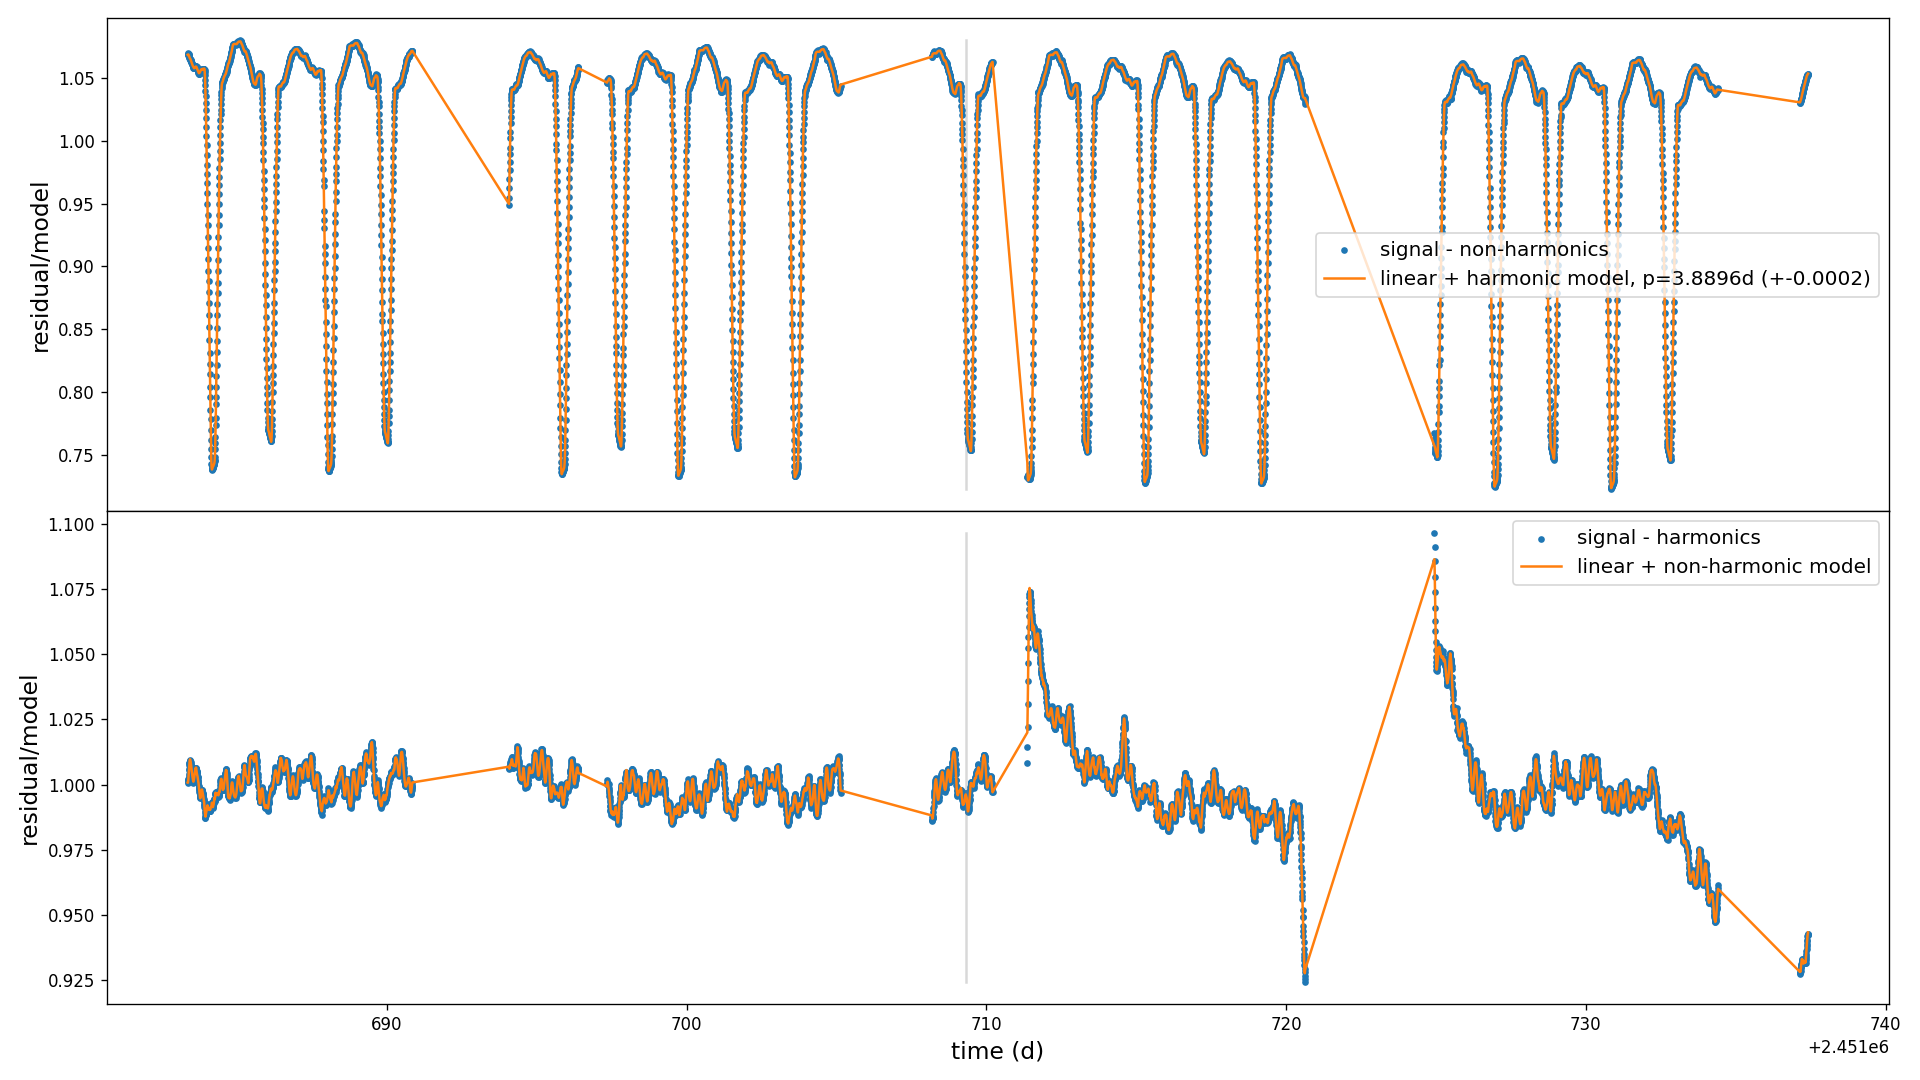 residual/model
1.05
1.00
0.95
0.90
0.85
0.80
0.75
signal - non-harmonics
linear + harmonic model, p=3.8896d (+-0.0002)
residual/model
1.100
1.075
1.050
1.025
1.000
0.975
0.950
0.925
signal - harmonics
linear + non-harmonic model
690
700
710
720
730
740
time (d)
+2.451e6